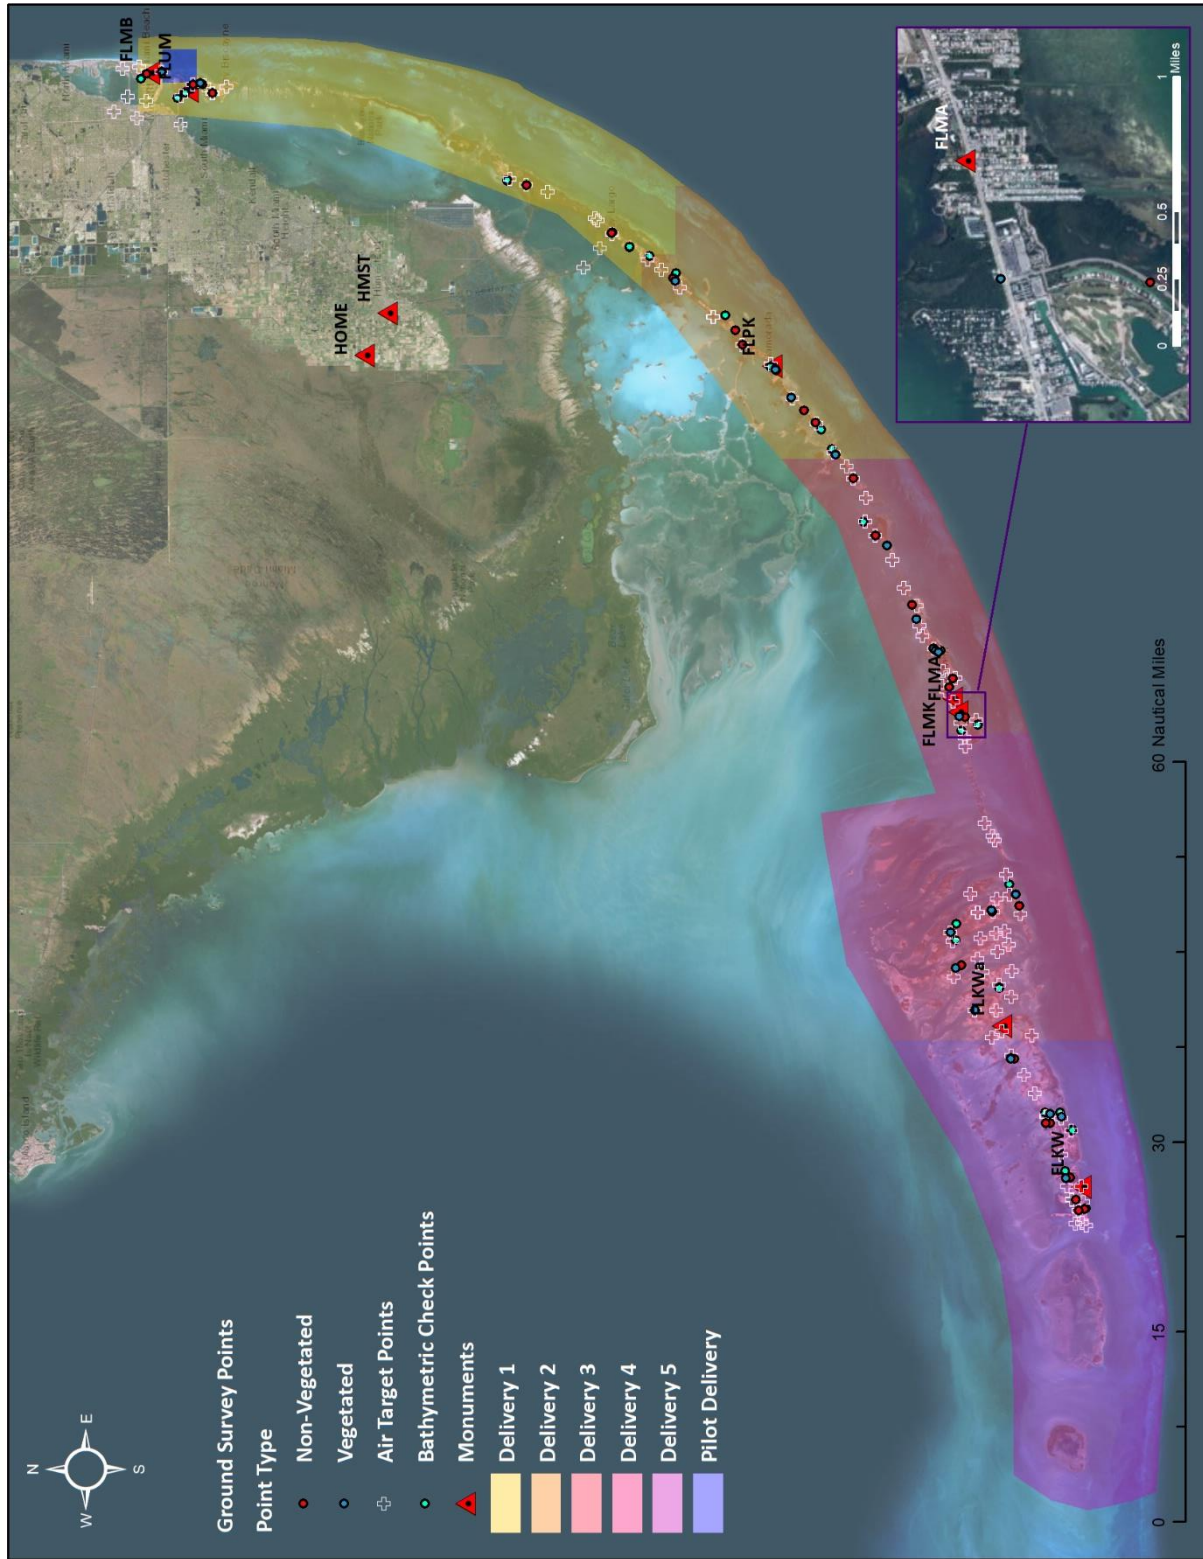 N
W
E
S
Ground Survey Points
Point Type
Non-Vegetated
Vegetated
Air Target Points
Bathymetric Check Points
Monuments
Delivery 1
Delivery 2
Delivery 3
Delivery 4
Delivery 5
Pilot Delivery
FLMB
FLUM
HOME
HMST
FLPK
FLMK
FLMA
FLKWa
FLKW
0
15
30
60 Nautical Miles
FLMA
0
0.25
0.5
1
Miles